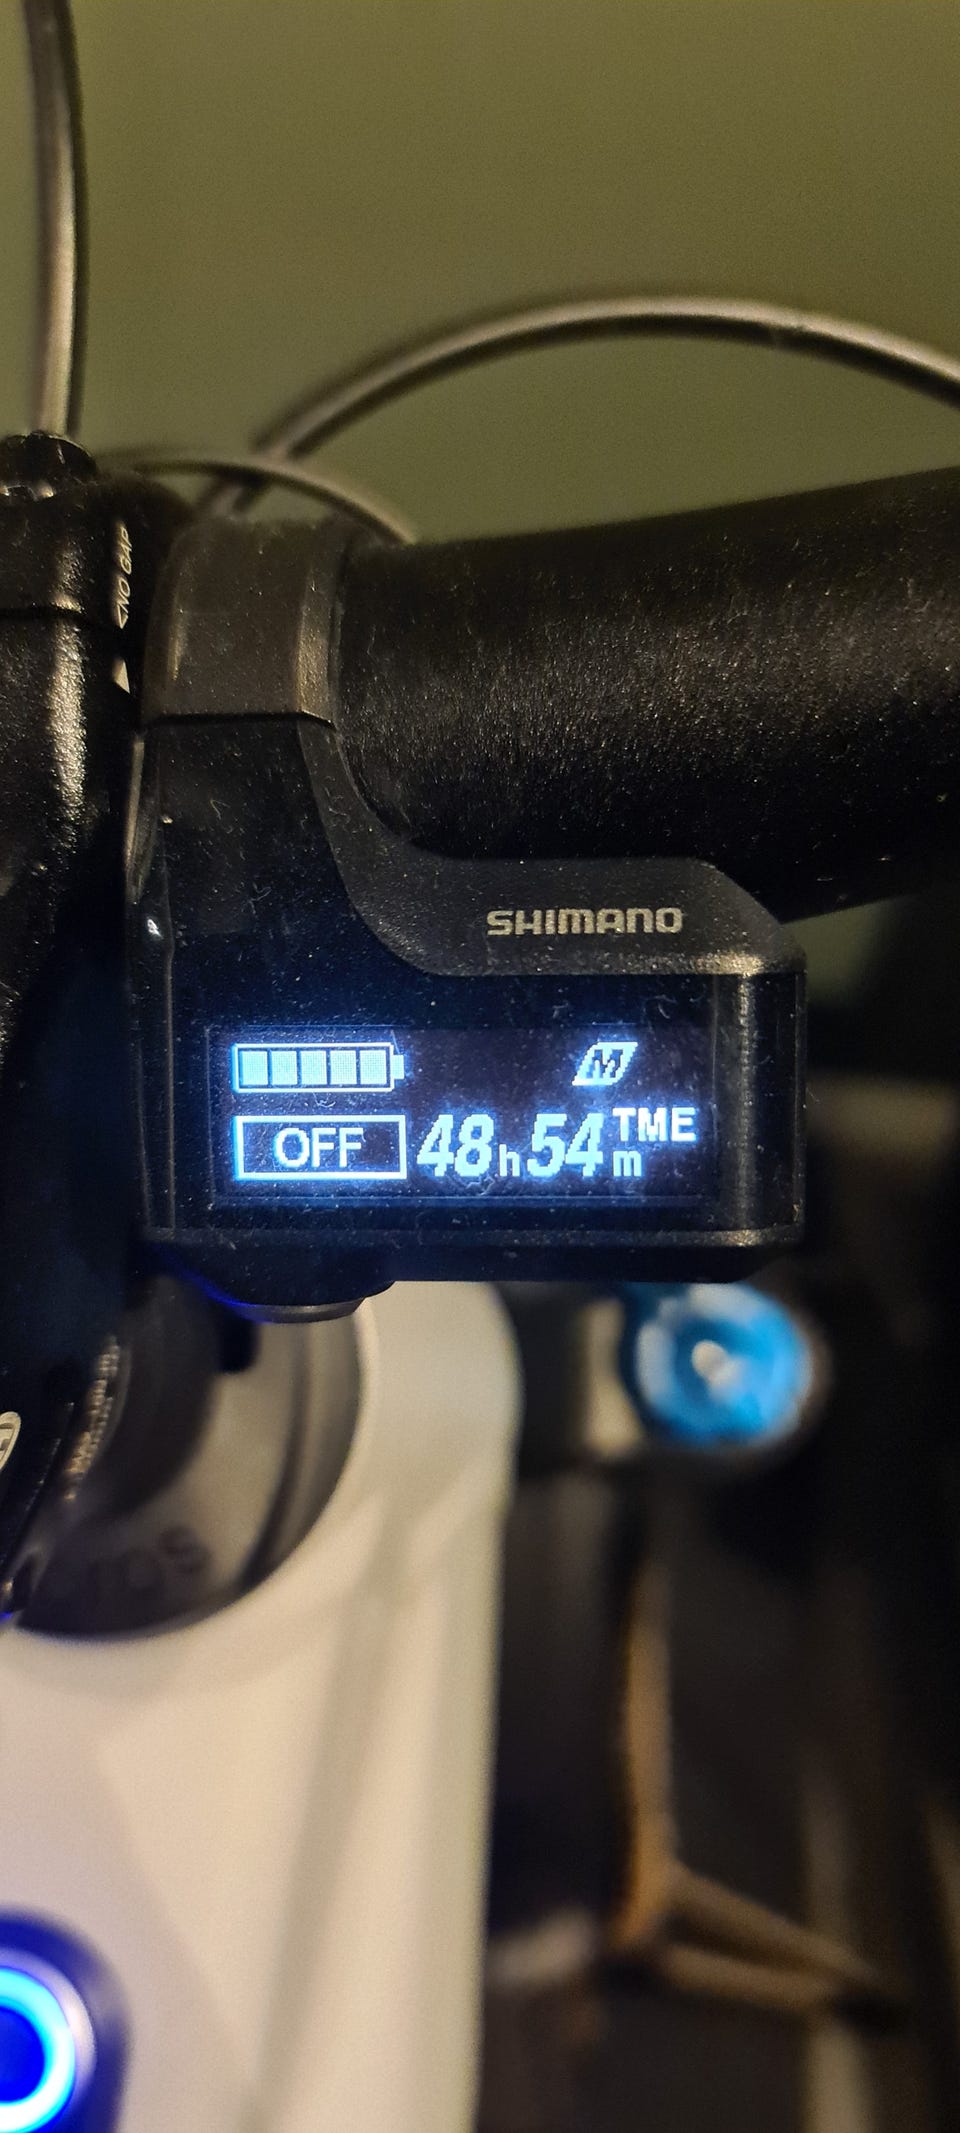 <NO GAP
SHIMANO
M
OFF 48h54m TME